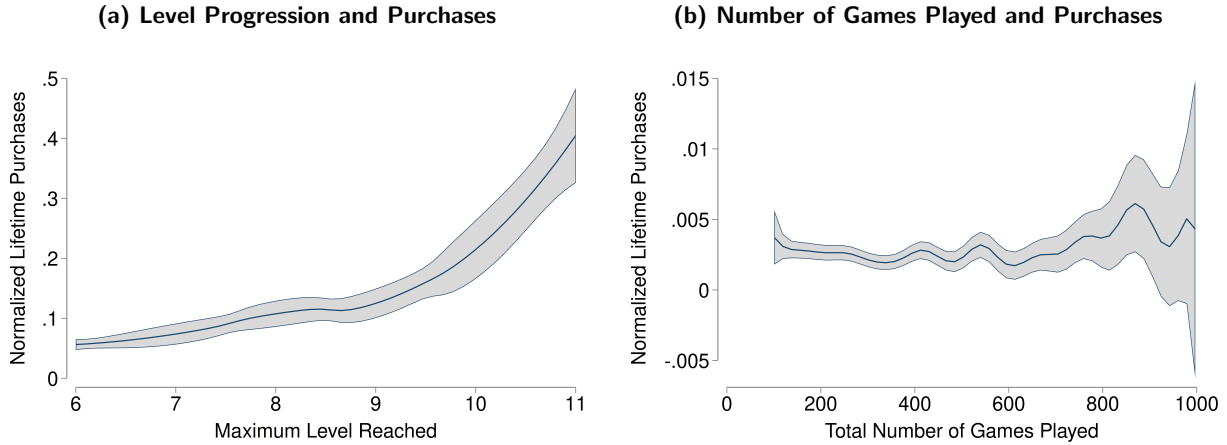 (a) Level Progression and Purchases
Normalized Lifetime Purchases
.5
.4
.3
.2
.1
0
6 7 8 9 10 11
Maximum Level Reached
(b) Number of Games Played and Purchases
Normalized Lifetime Purchases
.015
.01
.005
0
-.005
0 200 400 600 800 1000
Total Number of Games Played